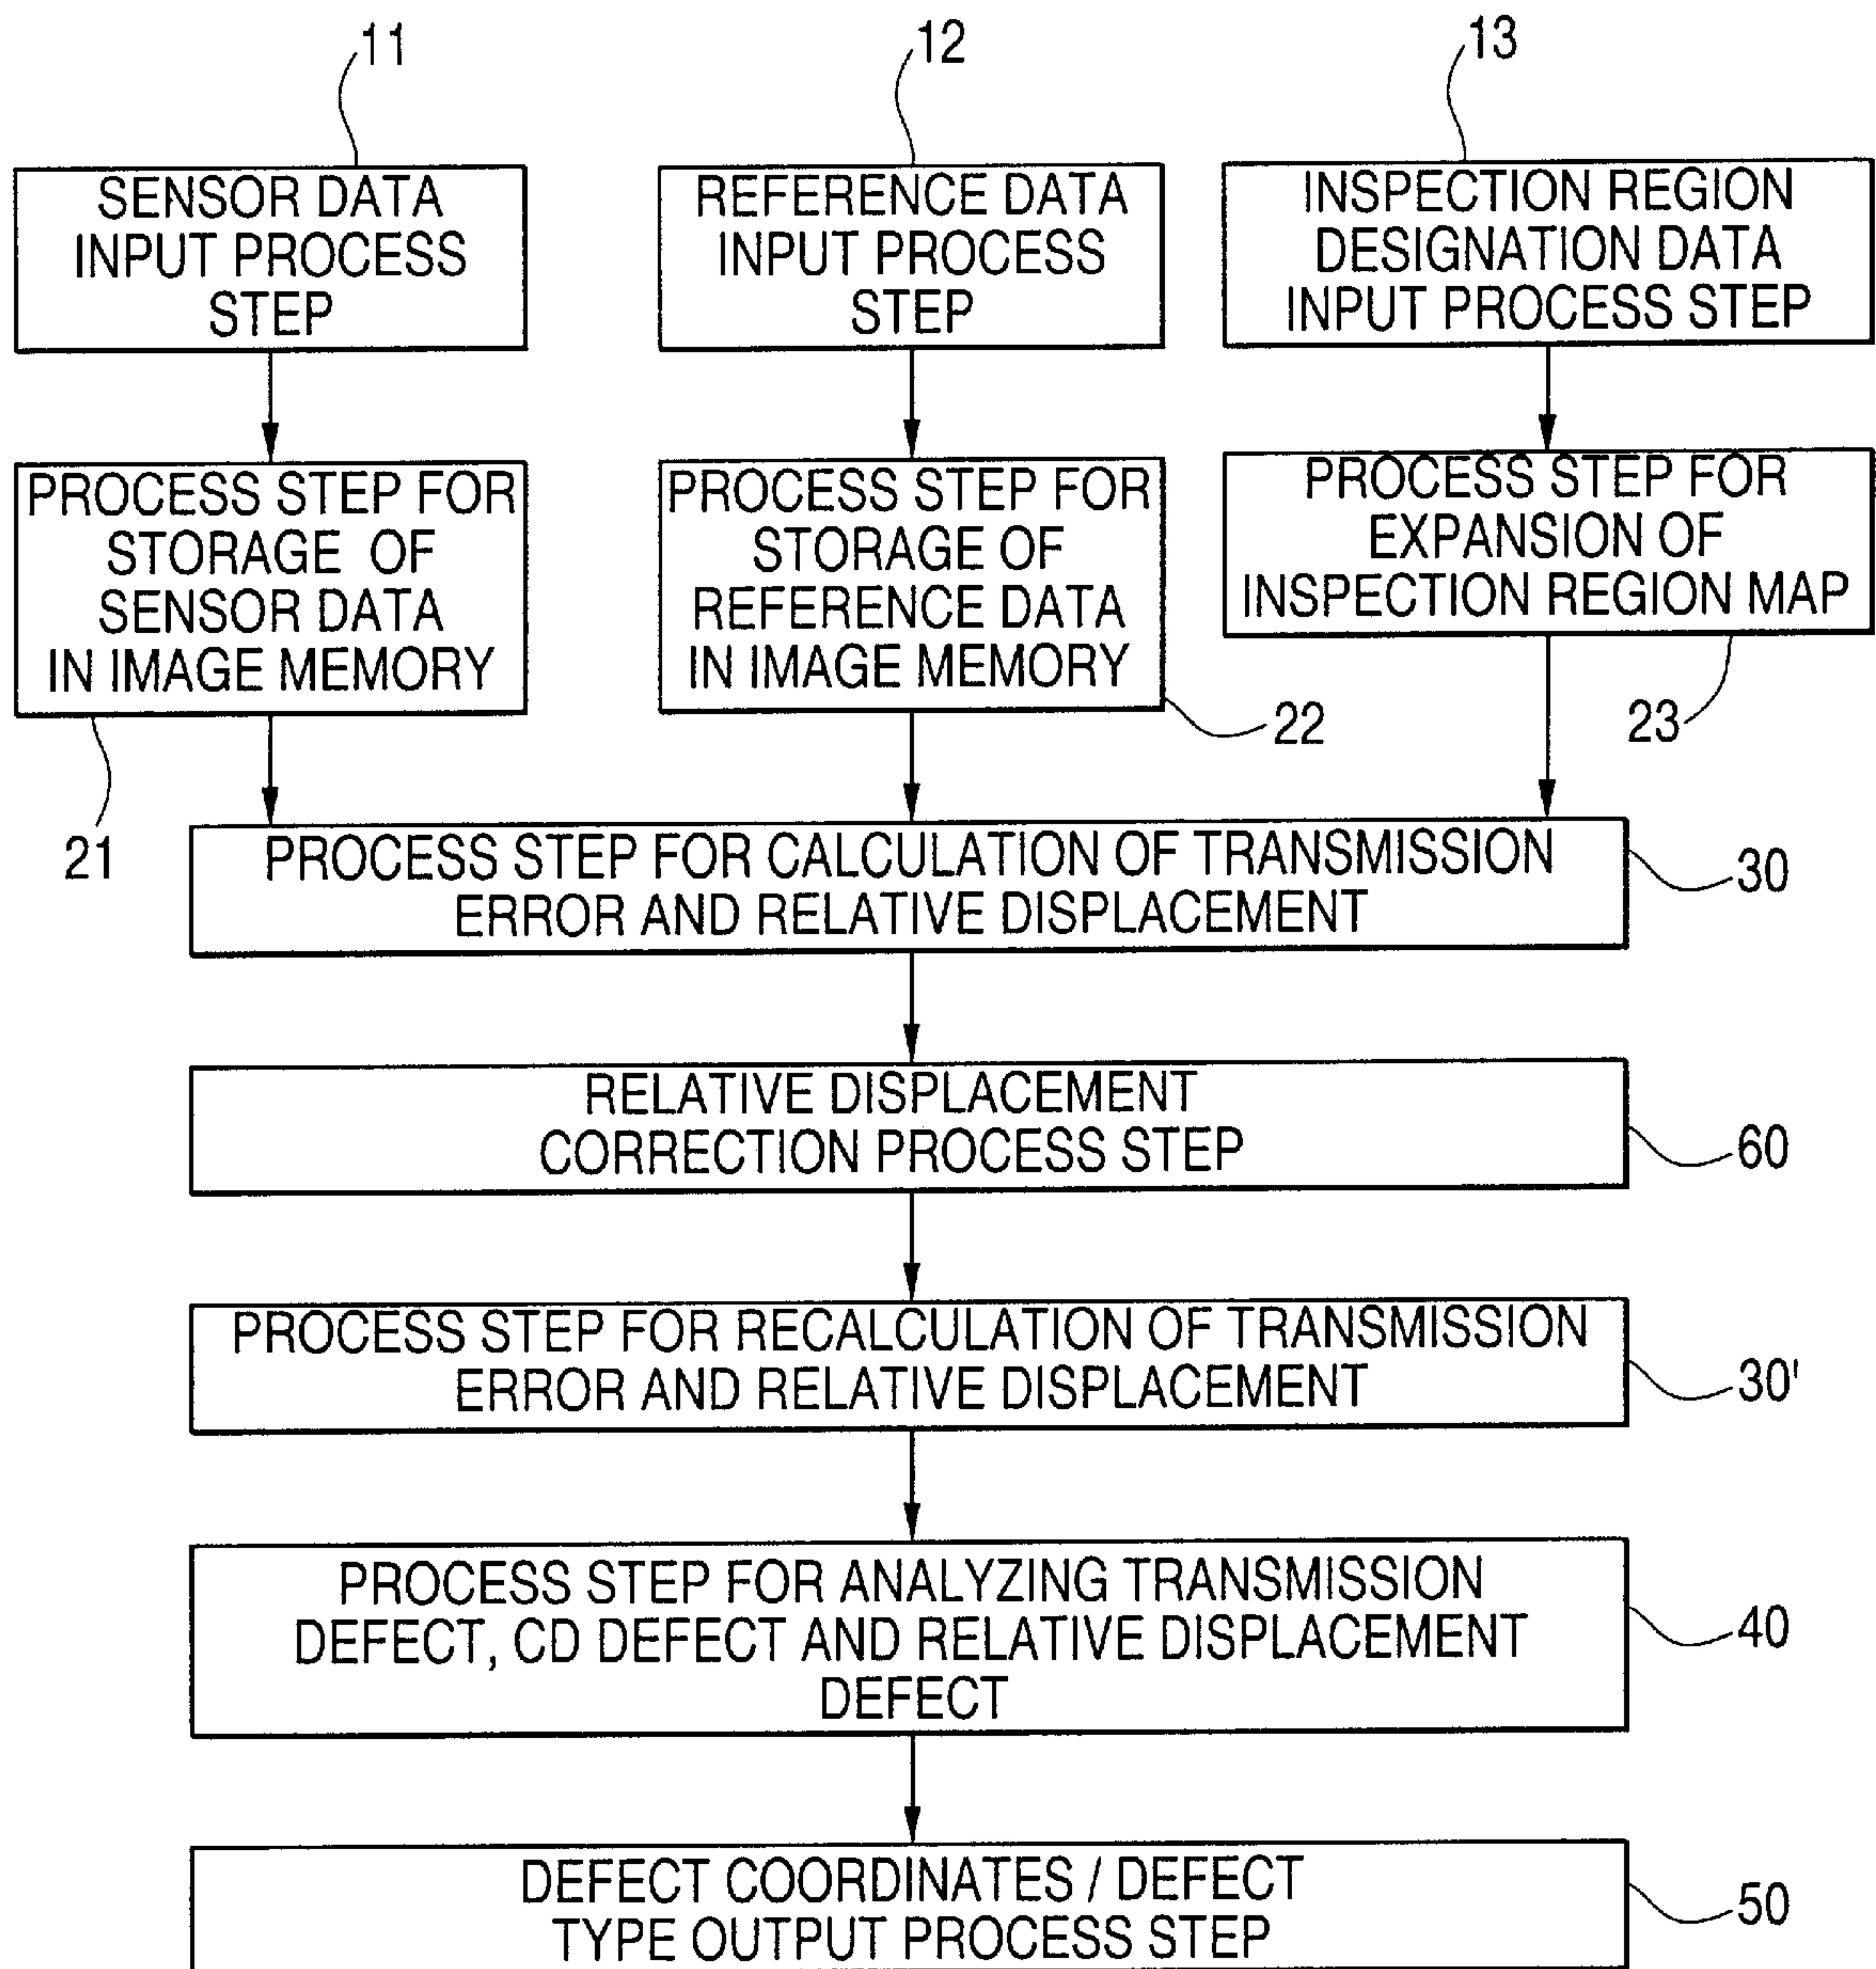 11
12
13
SENSOR DATA
INPUT PROCESS
STEP
REFERENCE DATA
INPUT PROCESS
STEP
INSPECTION REGION
DESIGNATION DATA
INPUT PROCESS STEP
PROCESS STEP FOR
STORAGE OF
SENSOR DATA
IN IMAGE MEMORY
PROCESS STEP FOR
STORAGE OF
REFERENCE DATA
IN IMAGE MEMORY
PROCESS STEP FOR
EXPANSION OF
INSPECTION REGION MAP
21
22
23
PROCESS STEP FOR CALCULATION OF TRANSMISSION
ERROR AND RELATIVE DISPLACEMENT
30
RELATIVE DISPLACEMENT
CORRECTION PROCESS STEP
60
PROCESS STEP FOR RECALCULATION OF TRANSMISSION
ERROR AND RELATIVE DISPLACEMENT
30'
PROCESS STEP FOR ANALYZING TRANSMISSION
DEFECT, CD DEFECT AND RELATIVE DISPLACEMENT
DEFECT
40
DEFECT COORDINATES / DEFECT
TYPE OUTPUT PROCESS STEP
50